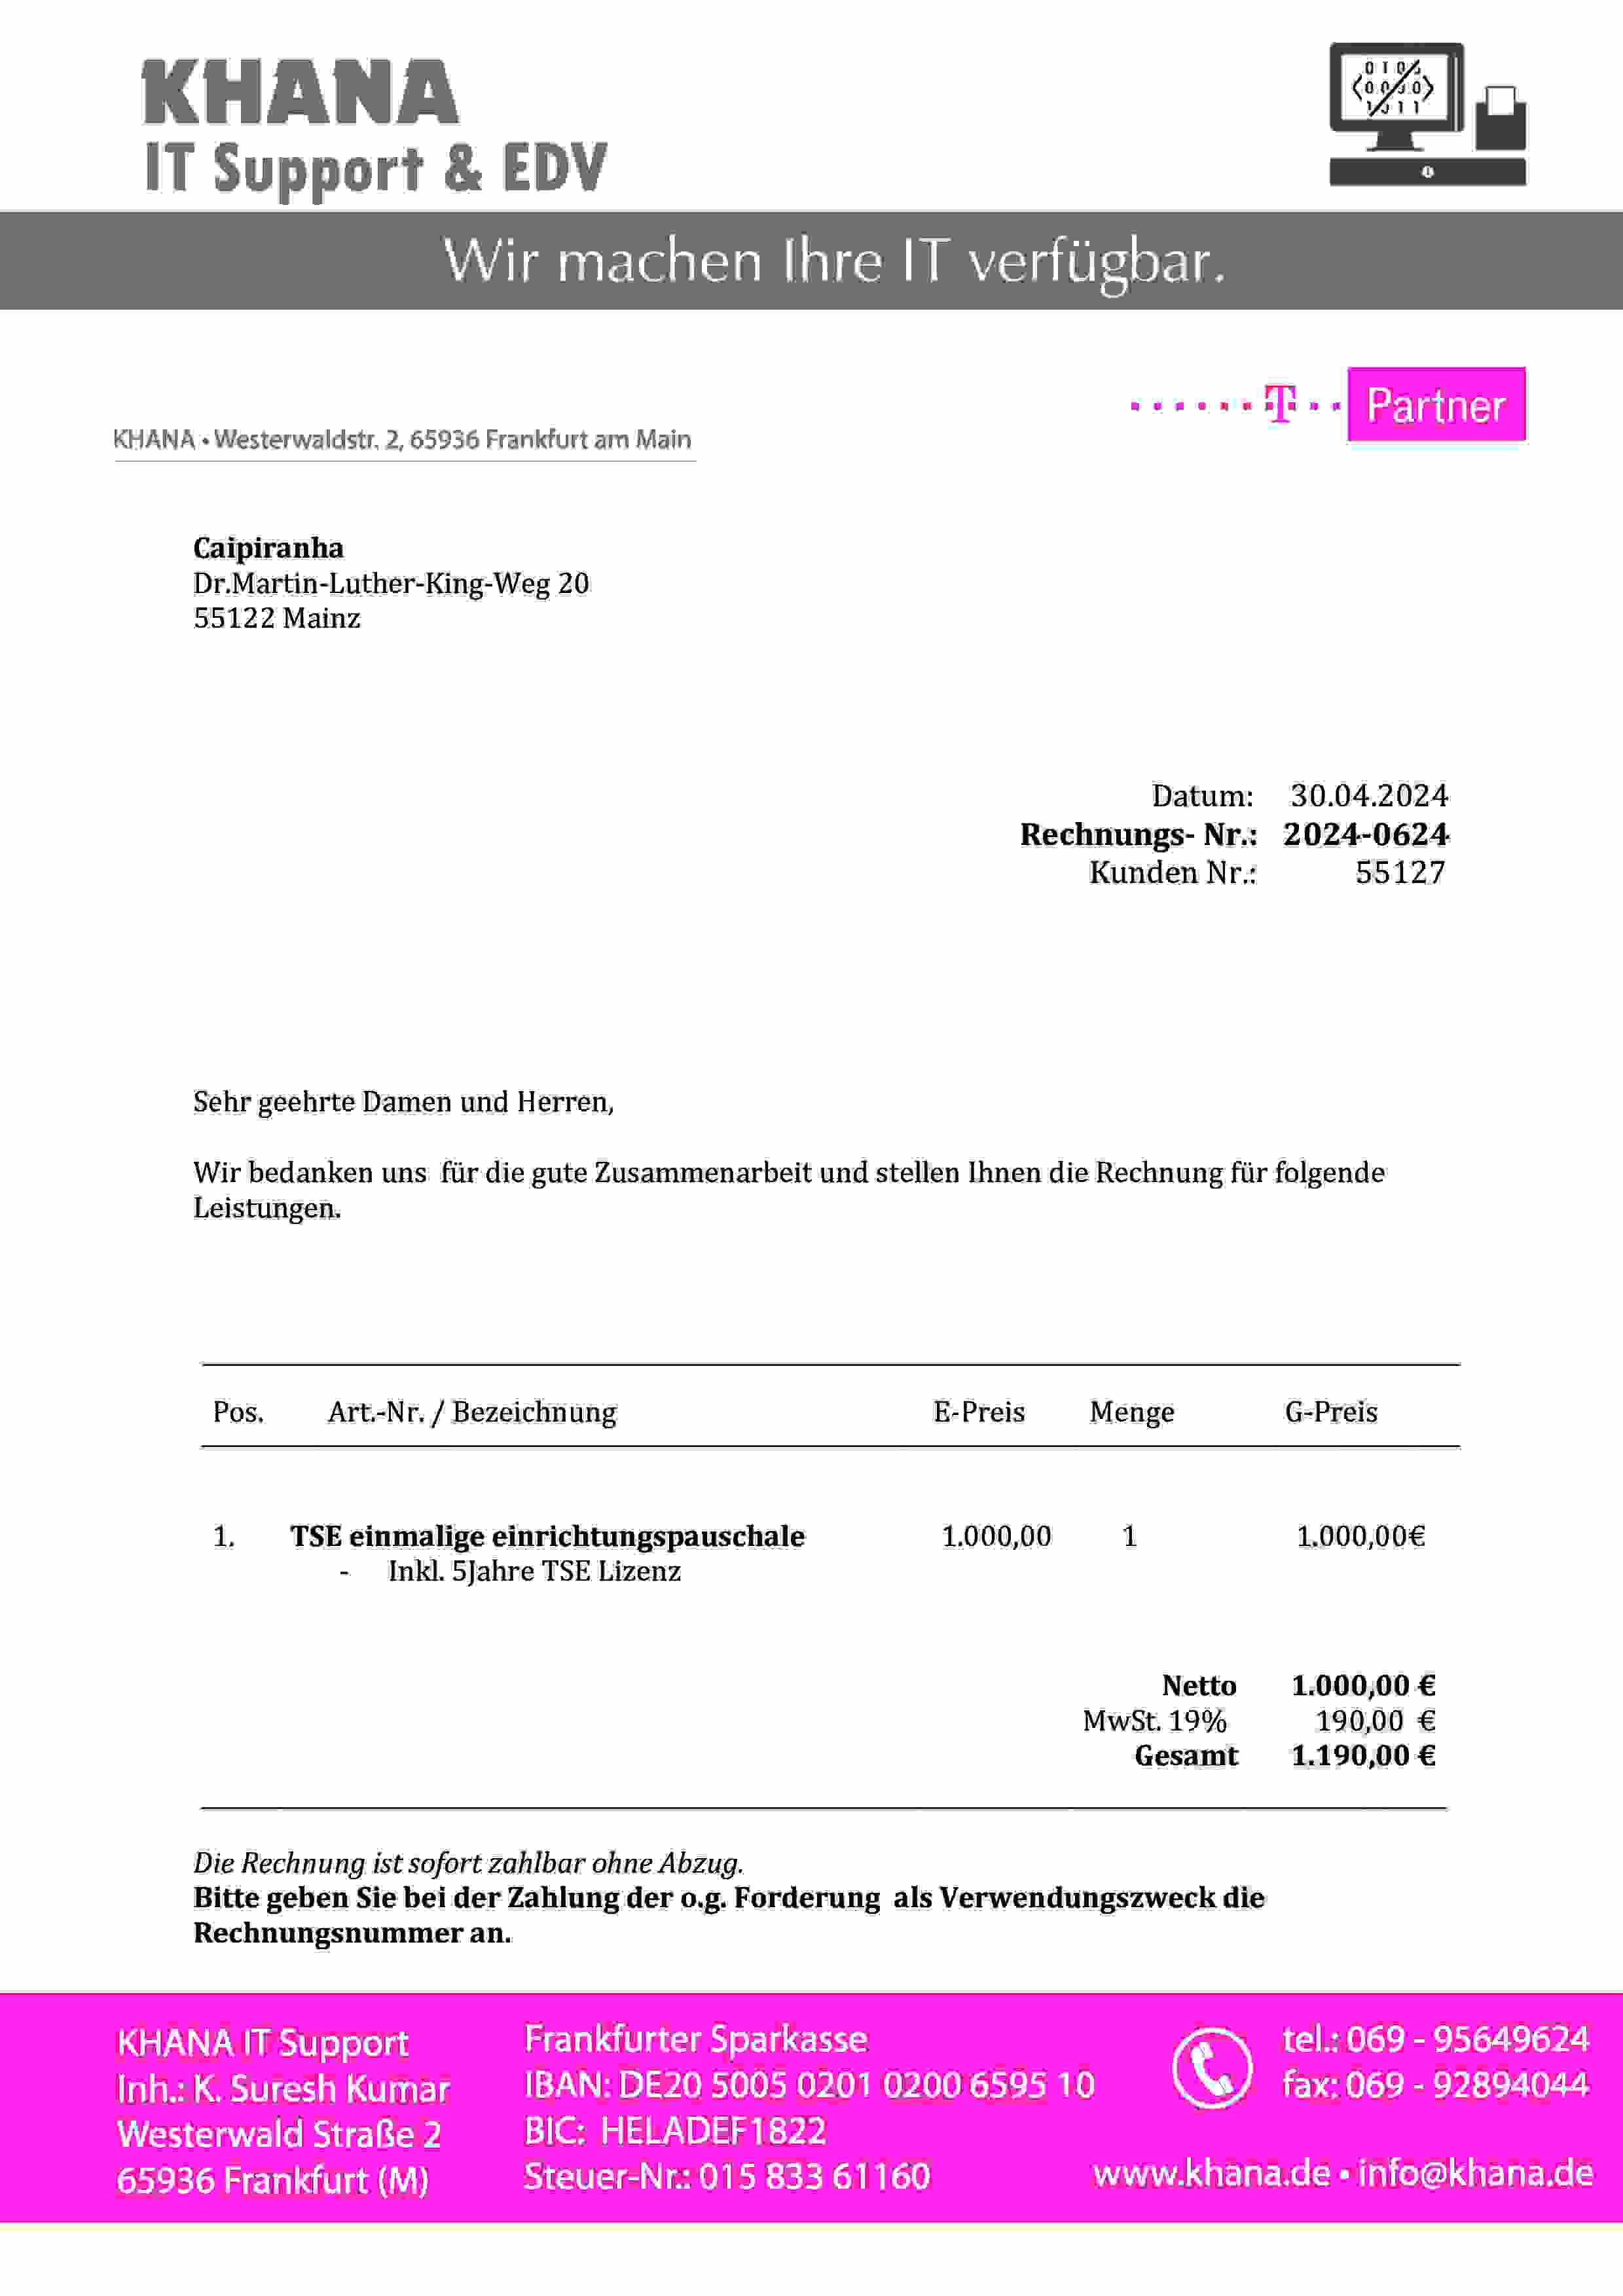 KHANA
IT Support & EDV
Wir machen Ihre IT verfügbar.
T Partner
KHANA • Westerwaldstr. 2, 65936 Frankfurt am Main
Caipiranha
Dr.Martin-Luther-King-Weg 20
55122 Mainz
Datum: 30.04.2024
Rechnungs- Nr.: 2024-0624
Kunden Nr.: 55127
Sehr geehrte Damen und Herren,
Wir bedanken uns für die gute Zusammenarbeit und stellen Ihnen die Rechnung für folgende
Leistungen.
Pos. Art.-Nr. / Bezeichnung E-Preis Menge G-Preis
1. TSE einmalige einrichtungspauschale 1.000,00 1 1.000,00€
- Inkl. 5Jahre TSE Lizenz
Netto 1.000,00 €
MwSt. 19% 190,00 €
Gesamt 1.190,00 €
Die Rechnung ist sofort zahlbar ohne Abzug.
Bitte geben Sie bei der Zahlung der o.g. Forderung als Verwendungszweck die
Rechnungsnummer an.
KHANA IT Support
Inh.: K. Suresh Kumar
Westerwald Straße 2
65936 Frankfurt (M)
Frankfurter Sparkasse
IBAN: DE20 5005 0201 0200 6595 10
BIC: HELADEF1822
Steuer-Nr.: 015 833 61160
tel.: 069 - 95649624
fax: 069 - 92894044
www.khana.de • info@khana.de